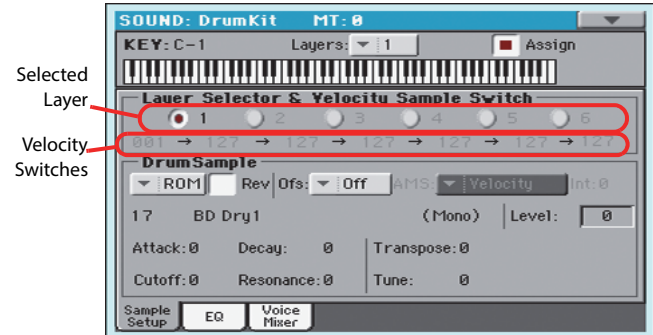 SOUND: DrumKit MT: 0
KEY: C-1 Layers: 1 Assign
Selected Layer
Layer Selector & Velocity Sample Switch
1 2 3 4 5 6
Velocity Switches
001 → 127 → 127 → 127 → 127 → 127 → 127
DrumSample
ROM Rev Ofs: Off AMS: Velocity Int:0
17 BD Dry1 (Mono) Level: 0
Attack:0 Decay: 0 Transpose:0
Cutoff:0 Resonance:0 Tune: 0
Sample Setup EQ Voice Mixer